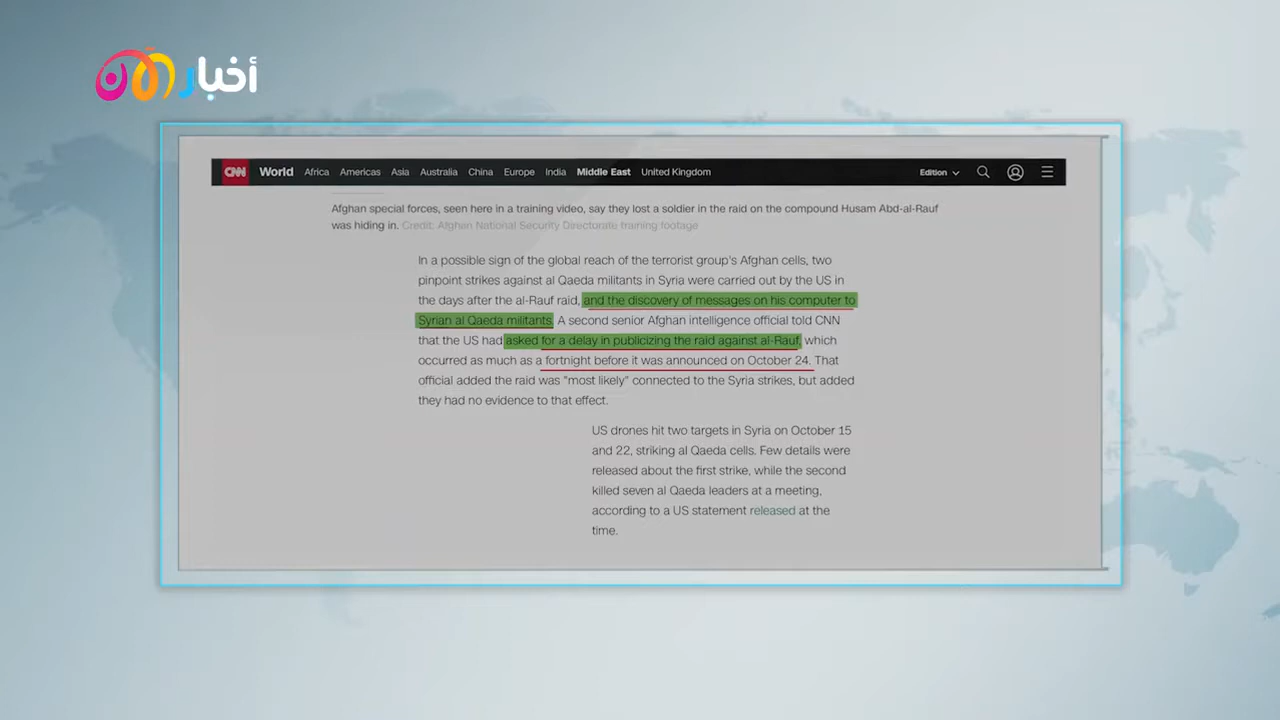 أخبار الآن
CNN World Africa Americas Asia Australia China Europe India Middle East United Kingdom Edition
Afghan special forces, seen here in a training video, say they lost a soldier in the raid on the compound Husam Abd-al-Rauf
was hiding in. Credit: Afghan National Security Directorate training footage
In a possible sign of the global reach of the terrorist group's Afghan cells, two
pinpoint strikes against al Qaeda militants in Syria were carried out by the US in
the days after the al-Rauf raid, and the discovery of messages on his computer to
Syrian al Qaeda militants. A second senior Afghan intelligence official told CNN
that the US had asked for a delay in publicizing the raid against al-Rauf, which
occurred as much as a fortnight before it was announced on October 24. That
official added the raid was "most likely" connected to the Syria strikes, but added
they had no evidence to that effect.
US drones hit two targets in Syria on October 15
and 22, striking al Qaeda cells. Few details were
released about the first strike, while the second
killed seven al Qaeda leaders at a meeting,
according to a US statement released at the
time.